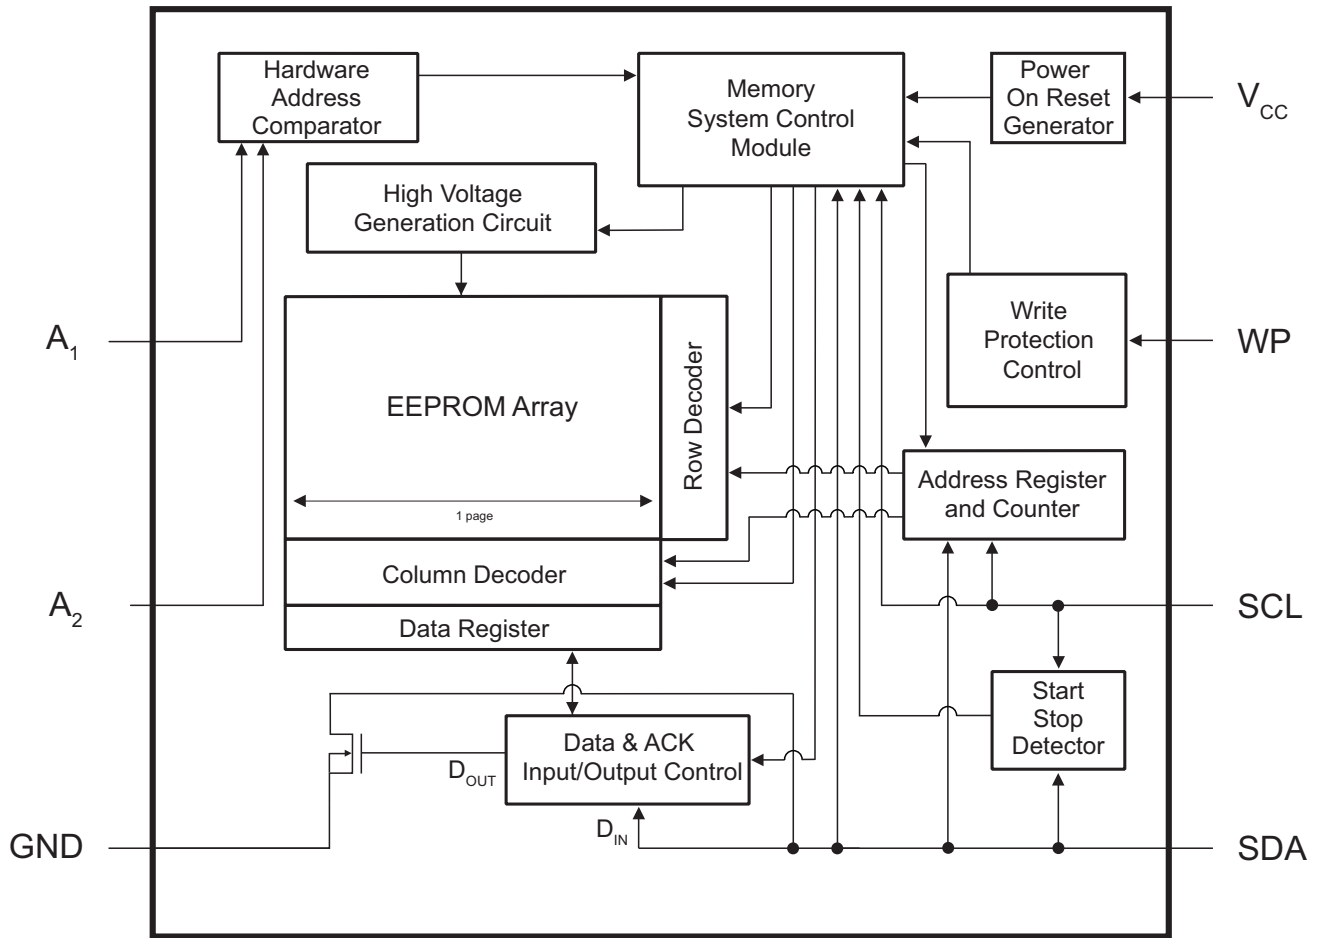 Hardware
Address
Comparator
Memory
System Control
Module
Power
On Reset
Generator
VCC
High Voltage
Generation Circuit
A1
Write
Protection
Control
WP
EEPROM Array
Row Decoder
1 page
Address Register
and Counter
Column Decoder
A2
SCL
Data Register
Start
Stop
Detector
Data & ACK
Input/Output Control
DOUT
DIN
GND
SDA